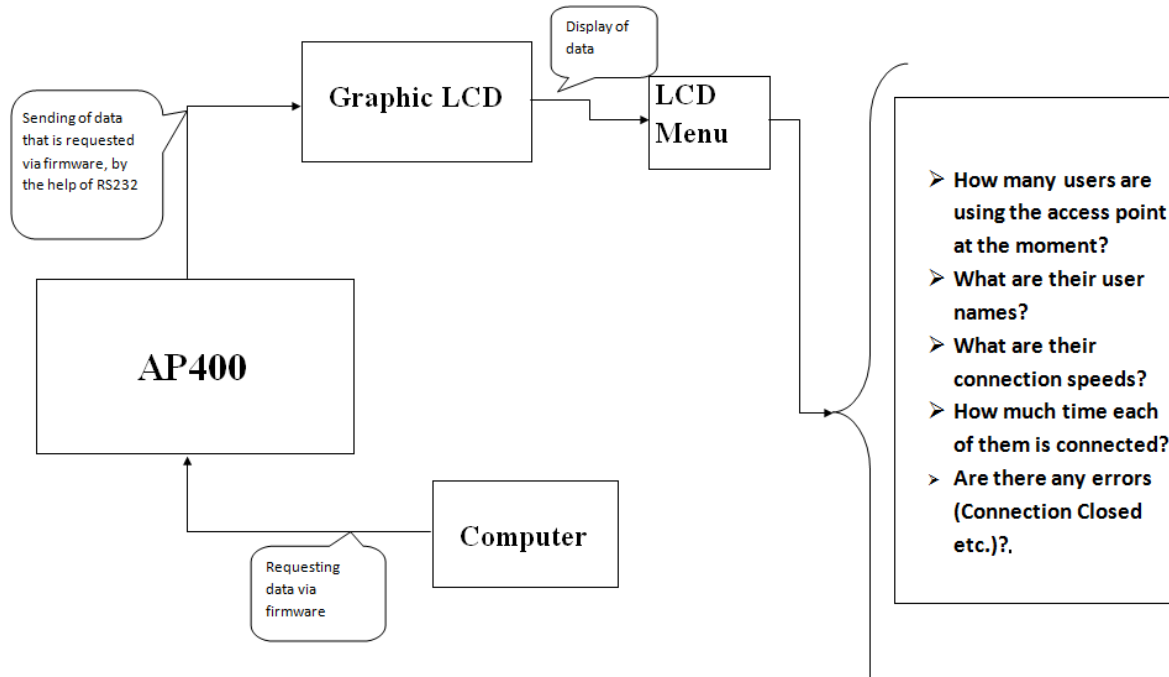 Display of
data
Graphic LCD
LCD
Menu
Sending of data
that is requested
via firmware, by
the help of RS232
AP400
Computer
Requesting
data via
firmware
➢ How many users are
using the access point
at the moment?
➢ What are their user
names?
➢ What are their
connection speeds?
➢ How much time each
of them is connected?
➢ Are there any errors
(Connection Closed
etc.)?.